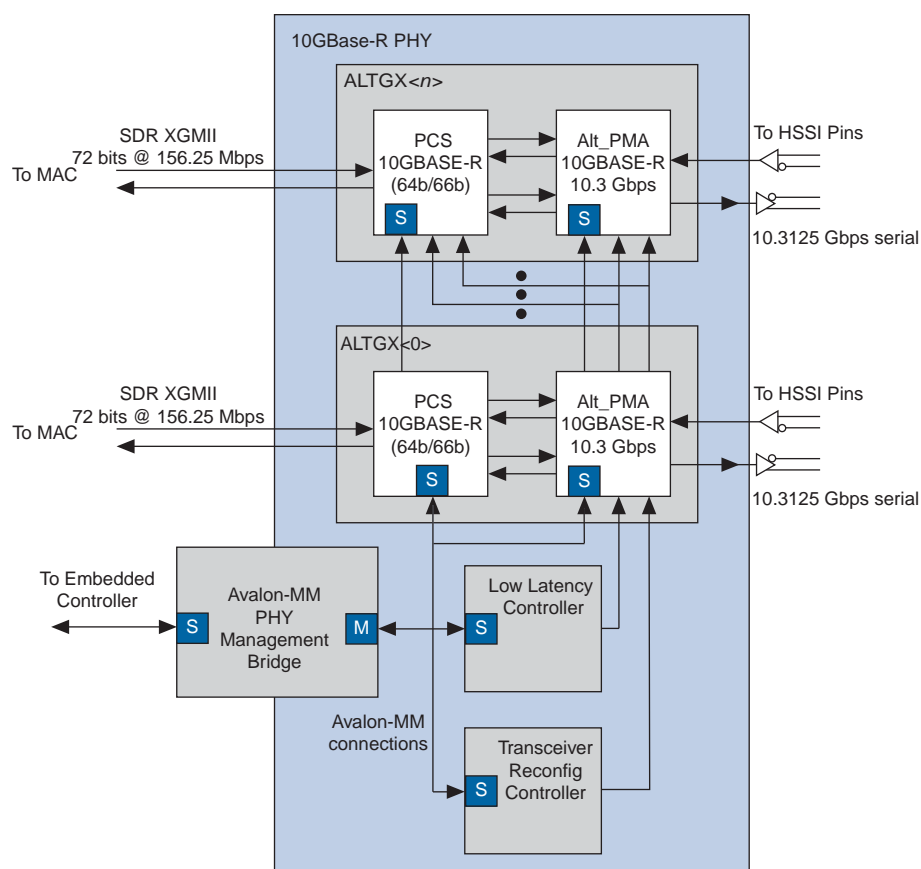 10GBase-R PHY
ALTGX<n>
SDR XGMII
72 bits @ 156.25 Mbps
To MAC
PCS
10GBASE-R
(64b/66b)
S
Alt_PMA
10GBASE-R
10.3 Gbps
S
To HSSI Pins
10.3125 Gbps serial
ALTGX<0>
SDR XGMII
72 bits @ 156.25 Mbps
To MAC
PCS
10GBASE-R
(64b/66b)
S
Alt_PMA
10GBASE-R
10.3 Gbps
S
To HSSI Pins
10.3125 Gbps serial
To Embedded
Controller
S
Avalon-MM
PHY
Management
Bridge
M
Low Latency
Controller
S
Avalon-MM
connections
Transceiver
Reconfig
Controller
S